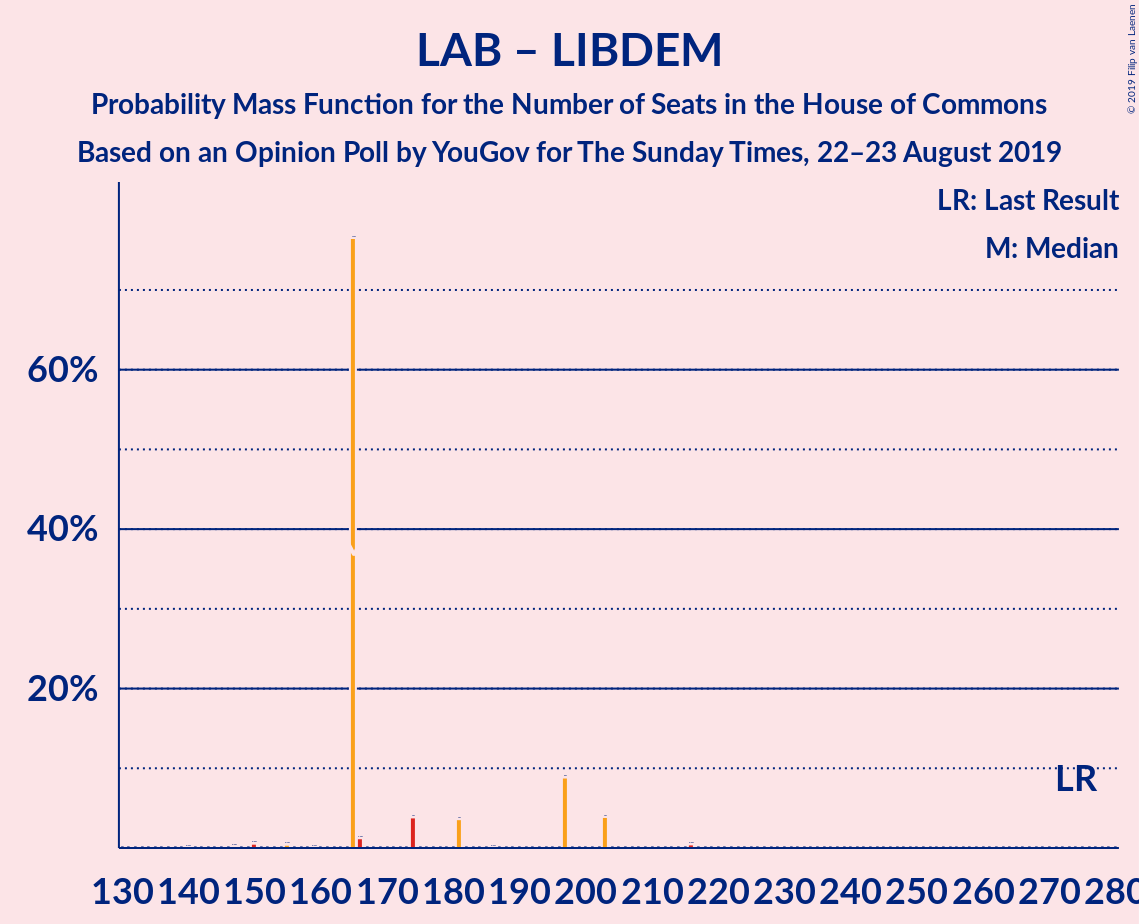 LAB – LIBDEM
Probability Mass Function for the Number of Seats in the House of Commons
Based on an Opinion Poll by YouGov for The Sunday Times, 22–23 August 2019
© 2019 Filip van Laenen
LR: Last Result
M: Median
60%
40%
20%
LR
130 140 150 160 170 180 190 200 210 220 230 240 250 260 270 280